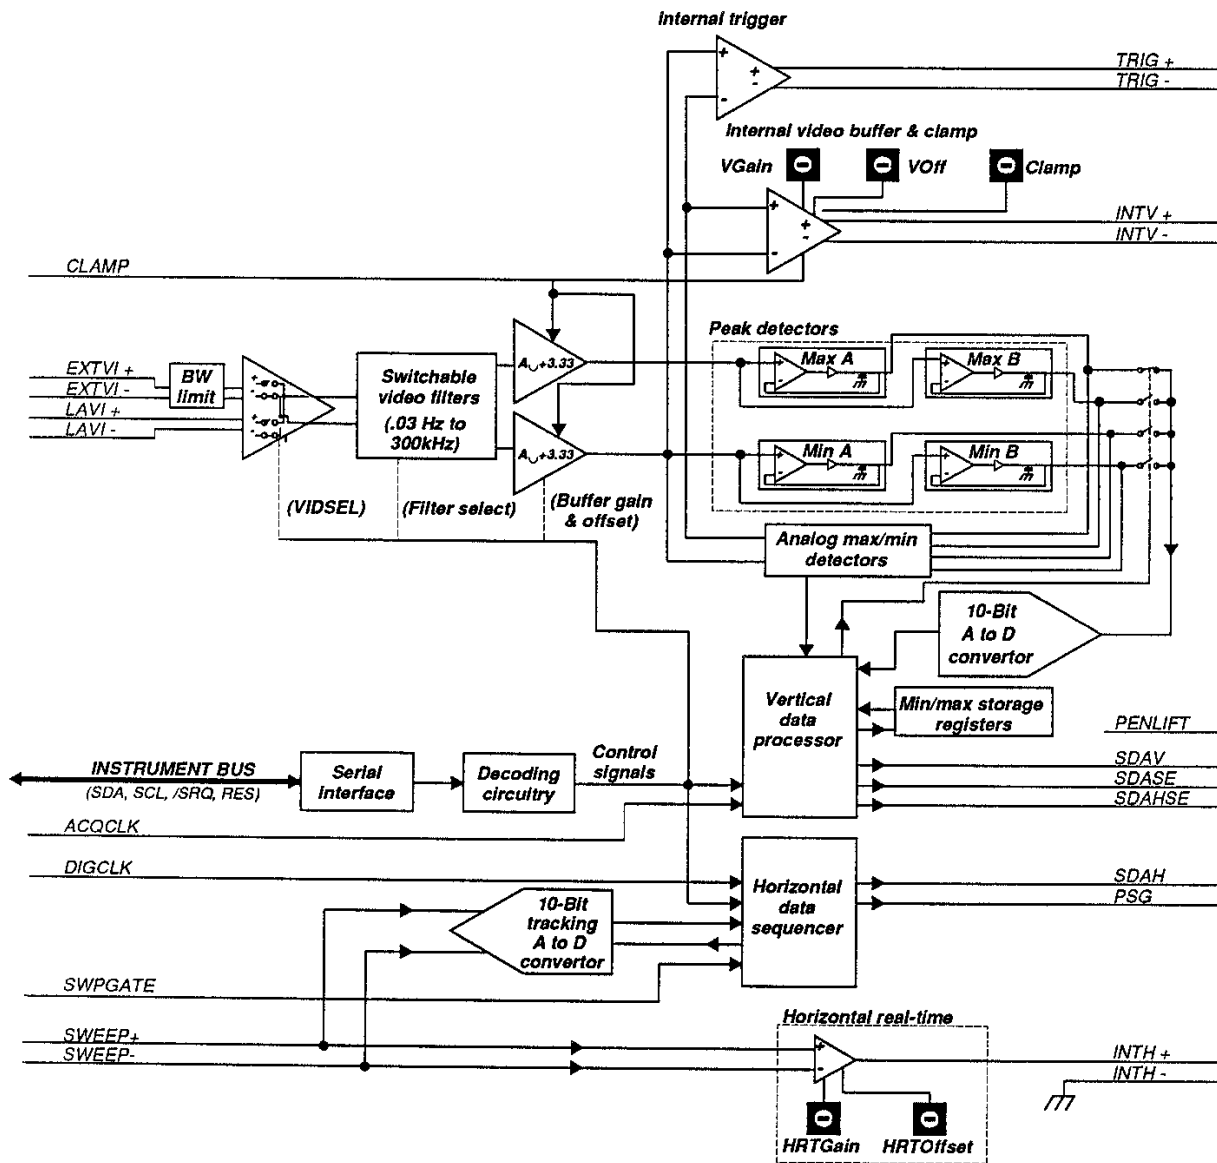 Internal trigger
+
-
+
-
TRIG +
TRIG -
Internal video buffer & clamp
VGain
VOff
Clamp
+
-
+
-
INTV +
INTV -
CLAMP
Peak detectors
EXTVI +
EXTVI -
LAVI +
LAVI -
BW
limit
+
-
+
-
Switchable
video filters
(.03 Hz to
300kHz)
A◡+3.33
A◡+3.33
Max A
+
-
Max B
+
-
Min A
+
-
Min B
+
-
(VIDSEL)
(Filter select)
(Buffer gain
& offset)
Analog max/min
detectors
10-Bit
A to D
convertor
Vertical
data
processor
Min/max storage
registers
PENLIFT
SDAV
SDASE
SDAHSE
INSTRUMENT BUS
(SDA, SCL, /SRQ, RES)
Serial
interface
Decoding
circuitry
Control
signals
ACQCLK
DIGCLK
10-Bit
tracking
A to D
convertor
Horizontal
data
sequencer
SDAH
PSG
SWPGATE
SWEEP+
SWEEP-
Horizontal real-time
+
-
INTH +
INTH -
HRTGain
HRTOffset